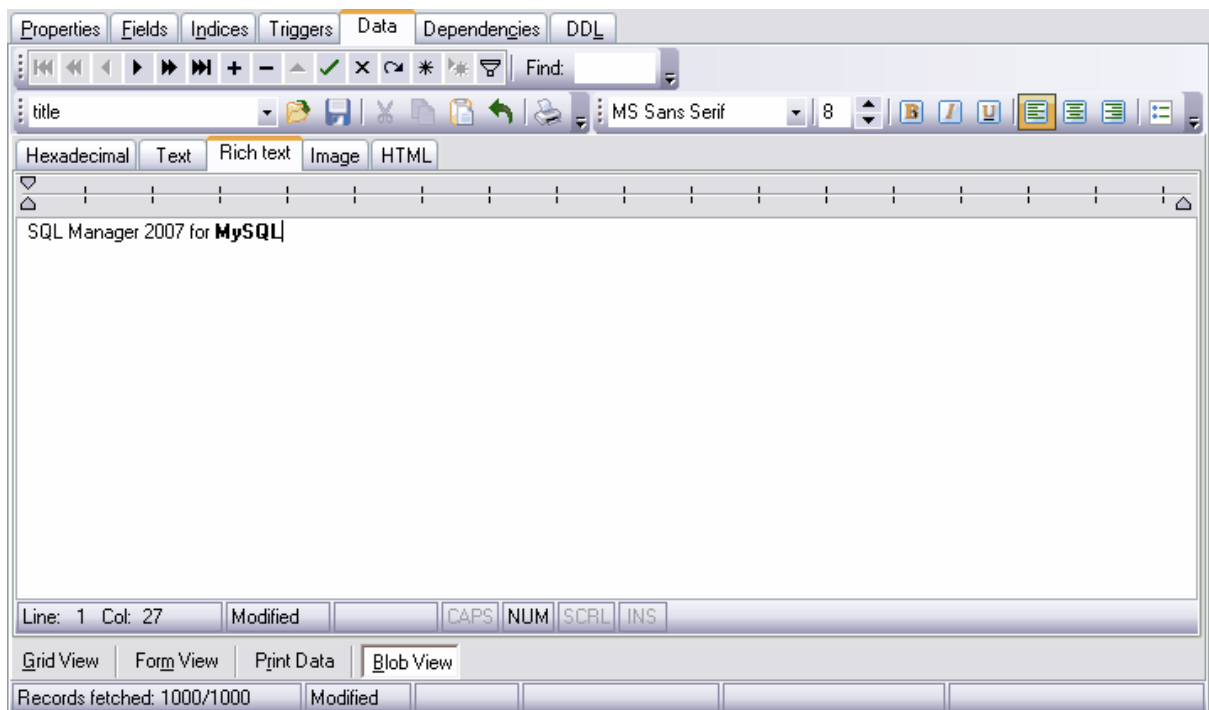 Properties Fields Indices Triggers Data Dependencies DDL
Find:
title MS Sans Serif 8 B I U
Hexadecimal Text Rich text Image HTML
SQL Manager 2007 for MySQL
Line: 1 Col: 27 Modified CAPS NUM SCRL INS
Grid View Form View Print Data Blob View
Records fetched: 1000/1000 Modified